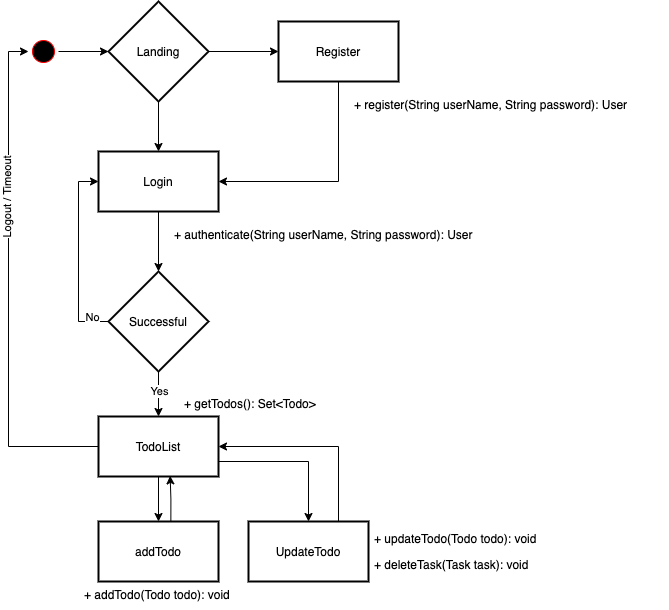 Landing
Register
+ register(String userName, String password): User
Login
Logout / Timeout
+ authenticate(String userName, String password): User
No
Successful
Yes
+ getTodos(): Set<Todo>
TodoList
addTodo
UpdateTodo
+ updateTodo(Todo todo): void
+ deleteTask(Task task): void
+ addTodo(Todo todo): void